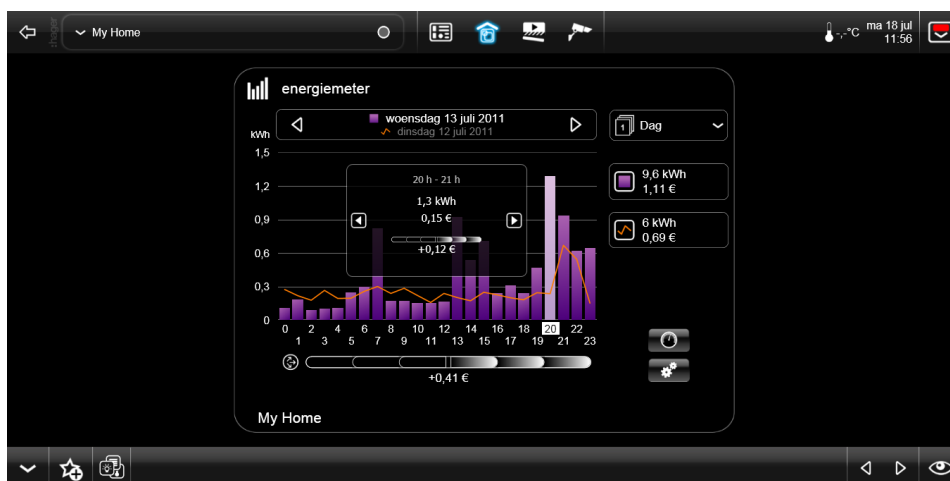 :hager
My Home
-,-°C
ma 18 jul
11:56
energiemeter
kWh
woensdag 13 juli 2011
dinsdag 12 juli 2011
1 Dag
1,5
1,2
0,9
0,6
0,3
0
20 h - 21 h
1,3 kWh
0,15 €
+0,12 €
9,6 kWh
1,11 €
6 kWh
0,69 €
0 2 4 6 8 10 12 14 16 18 20 22
1 3 5 7 9 11 13 15 17 19 21 23
+0,41 €
My Home